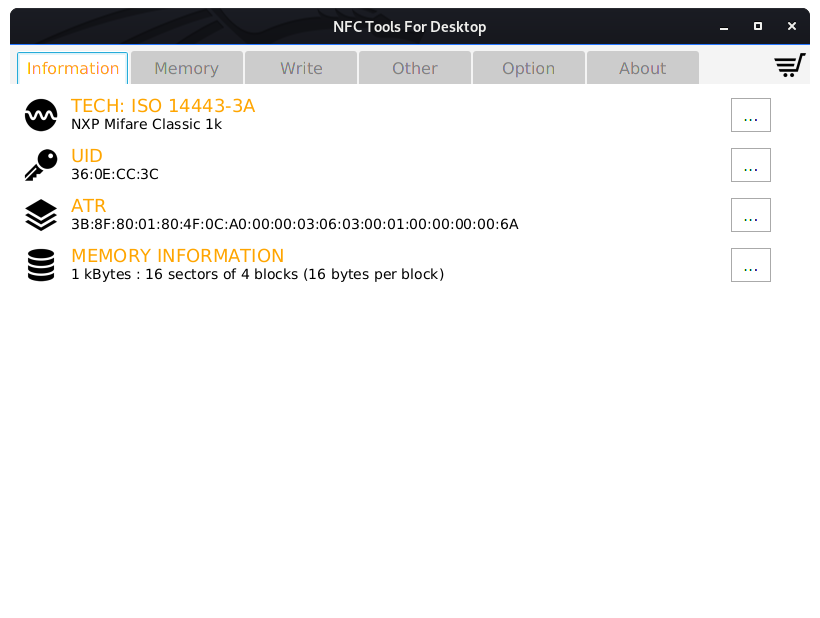 NFC Tools For Desktop
Information Memory Write Other Option About
TECH: ISO 14443-3A
NXP Mifare Classic 1k
...
UID
36:0E:CC:3C
...
ATR
3B:8F:80:01:80:4F:0C:A0:00:00:03:06:03:00:01:00:00:00:00:6A
...
MEMORY INFORMATION
1 kBytes : 16 sectors of 4 blocks (16 bytes per block)
...